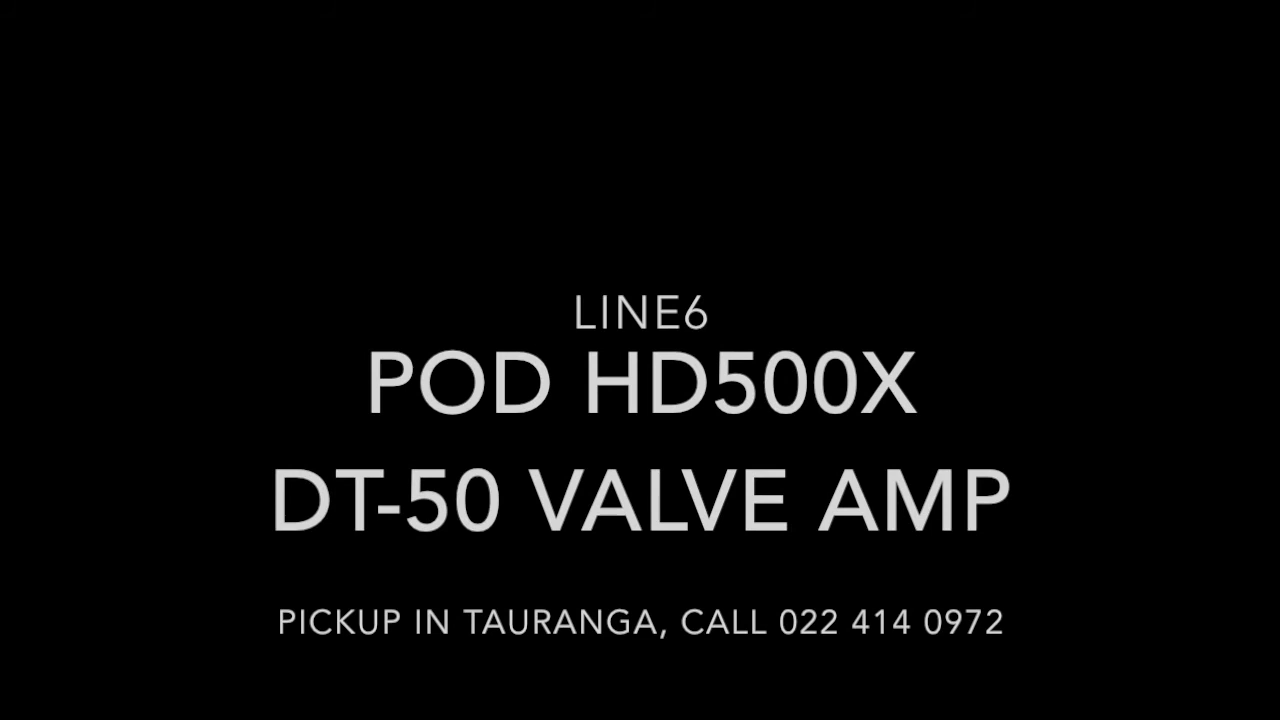 LINE6
POD HD500X
DT-50 VALVE AMP
PICKUP IN TAURANGA, CALL 022 414 0972